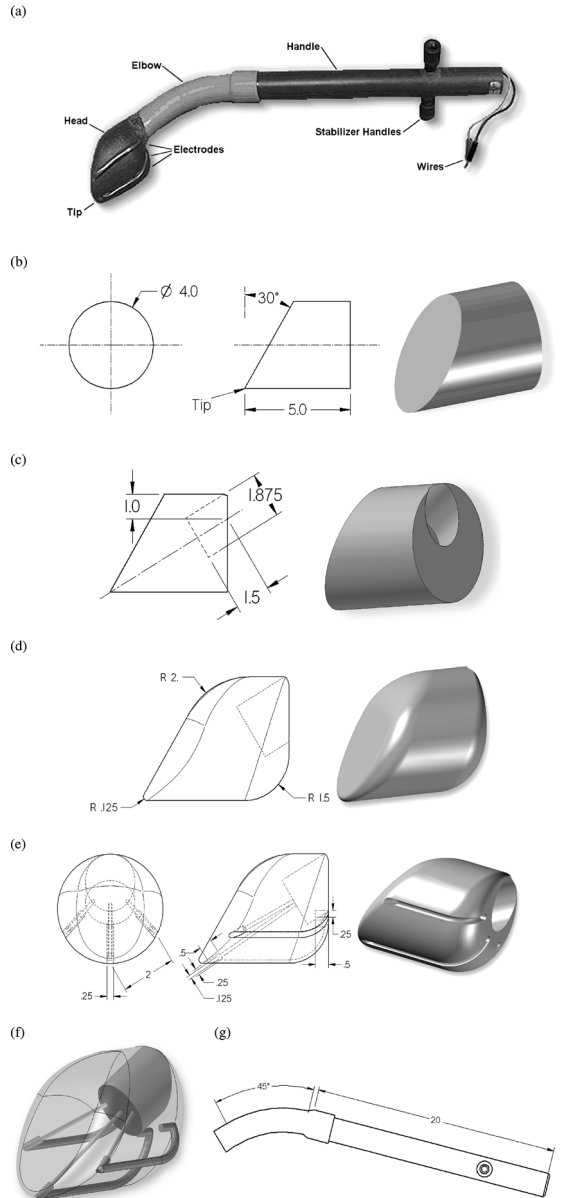 (a)
Handle
Elbow
Head
Electrodes
Stabilizer Handles
Wires
Tip
(b)
Ø 4.0
30°
Tip
5.0
(c)
1.0
1.875
1.5
(d)
R 2.
R .125
R 1.5
(e)
.5
.25
2
.25
.5
.25
.125
(f)
(g)
45°
20